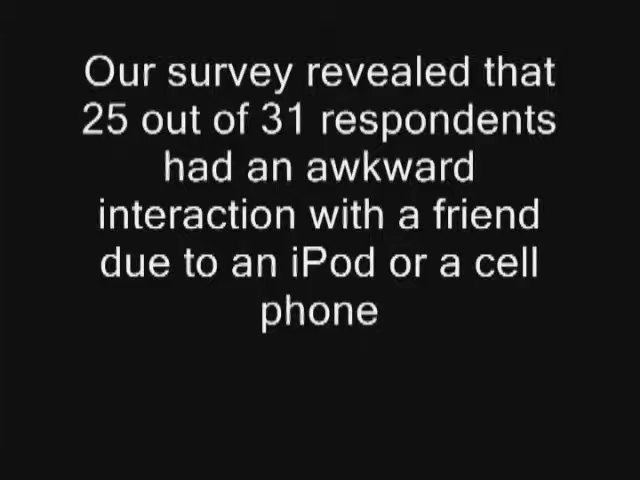 Our survey revealed that
25 out of 31 respondents
had an awkward
interaction with a friend
due to an iPod or a cell
phone